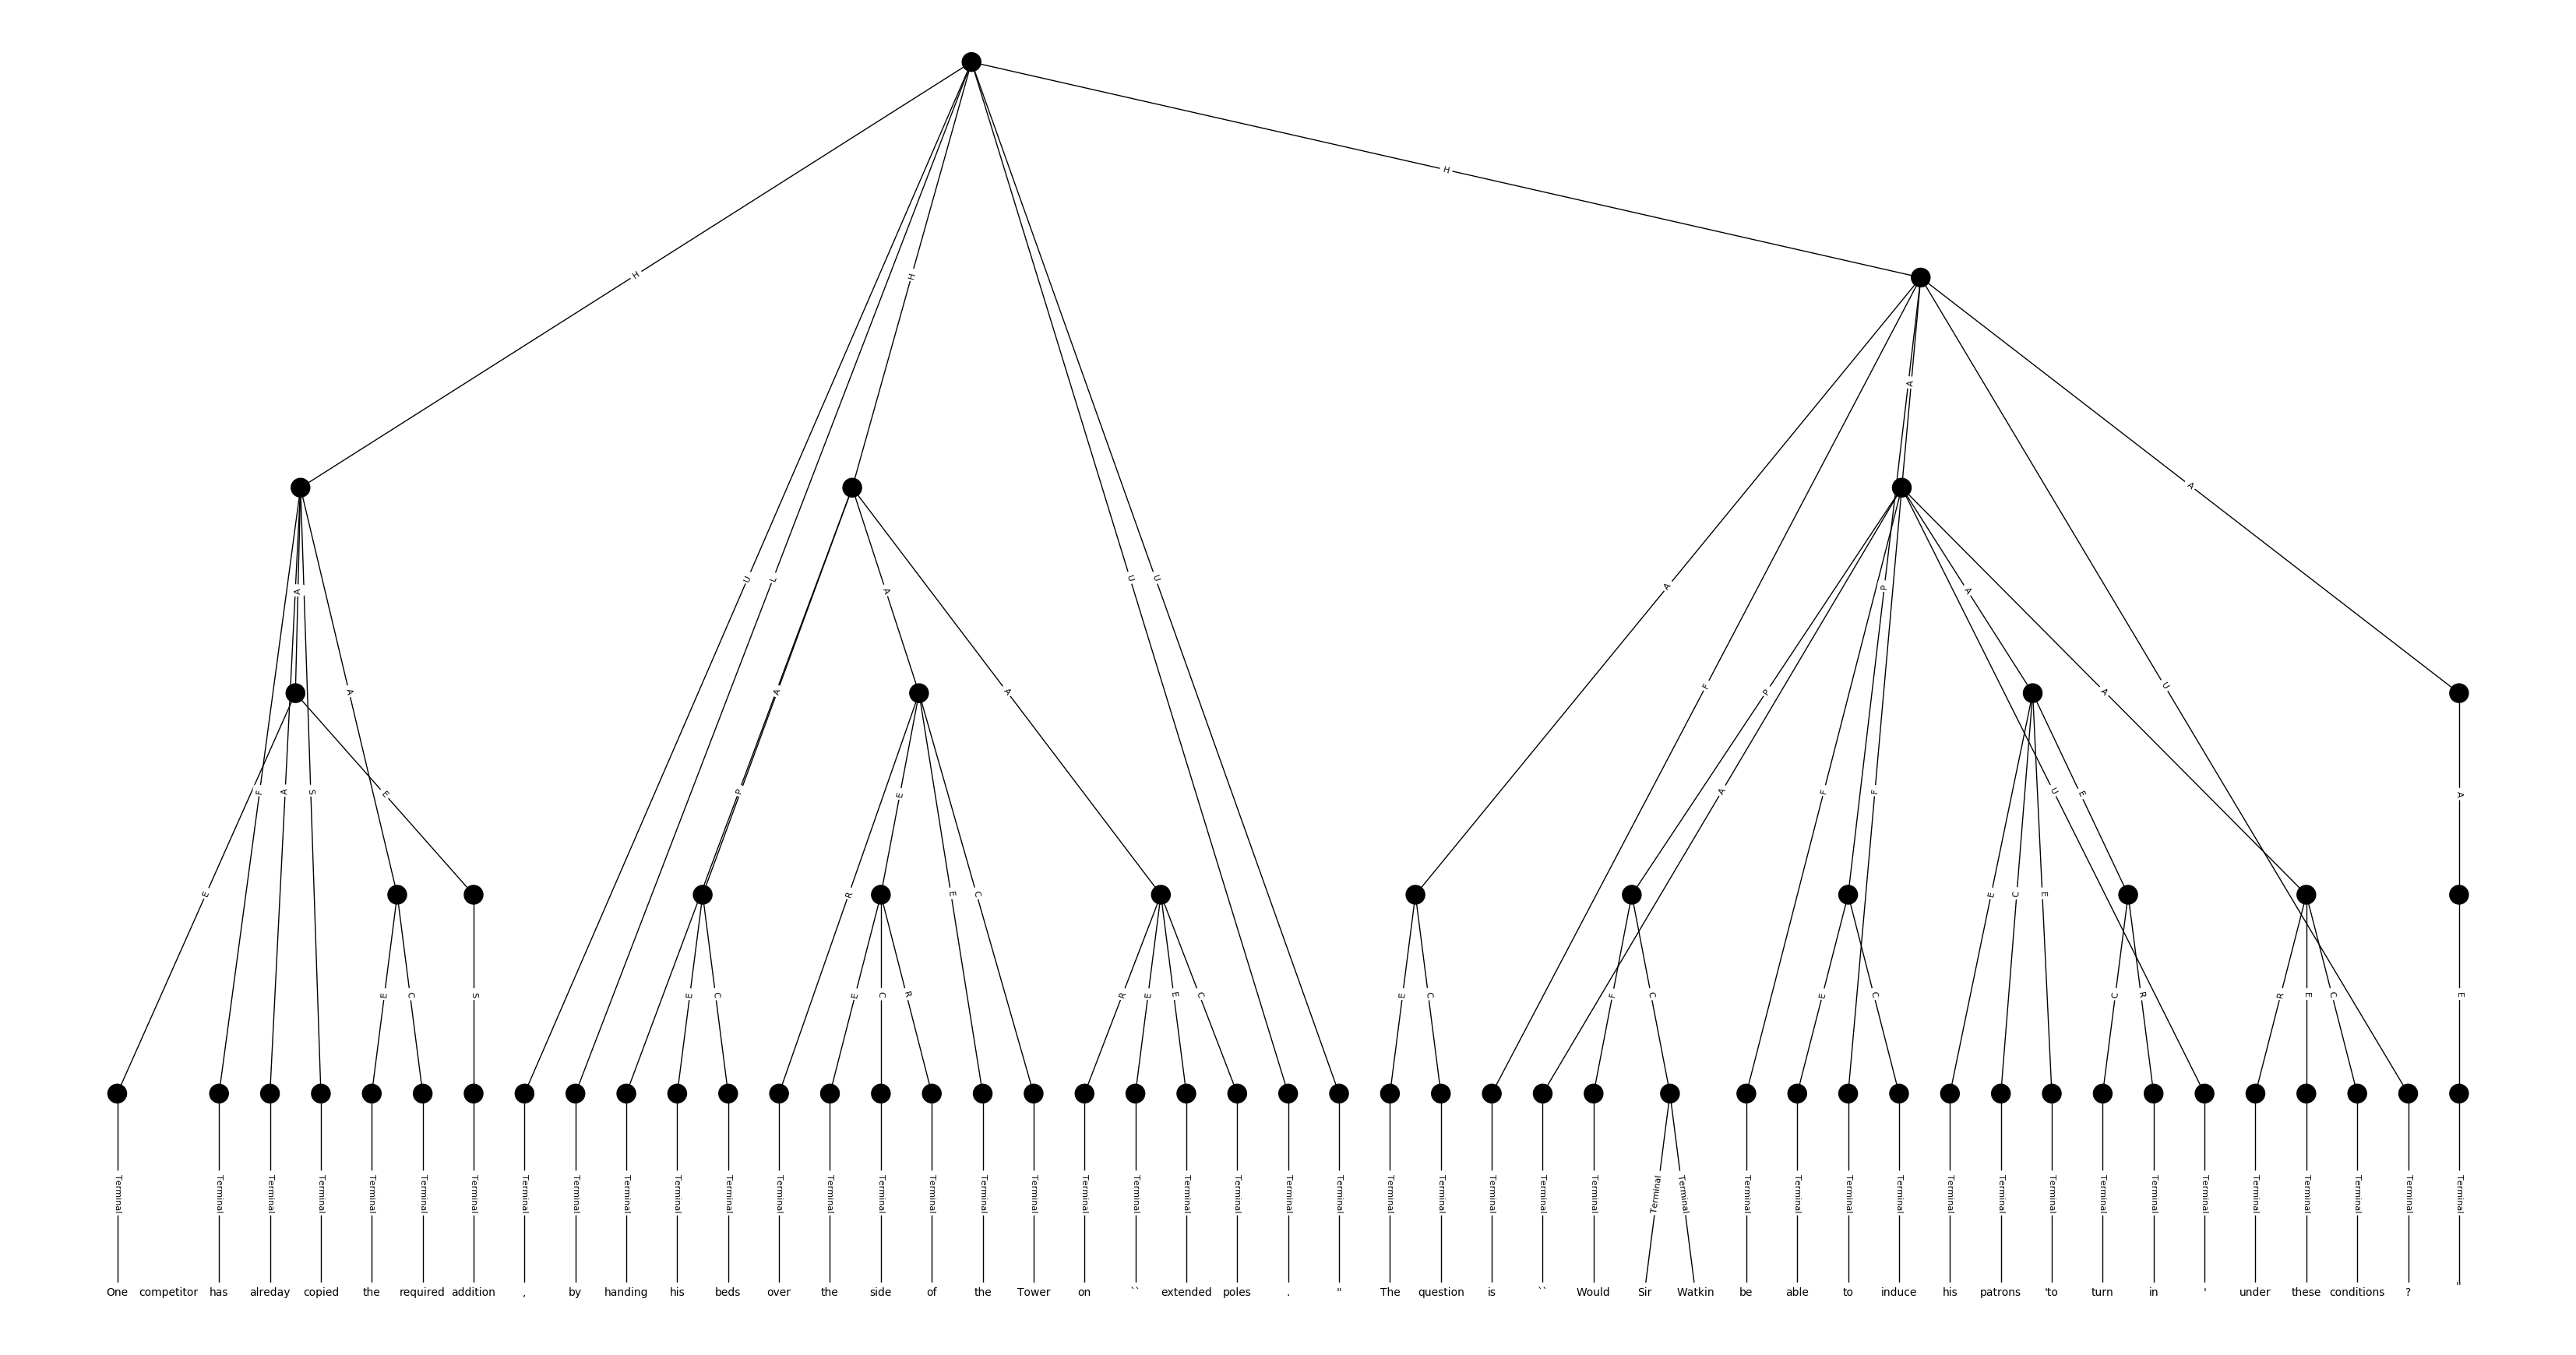 H
H
H
A
A
U
L
U
U
P
A
F
A
A
A
A
A
P
A
U
F
A
S
E
P
E
A
F
F
U
E
A
E
R
E
C
E
C
E
E
C
S
E
C
E
C
R
R
E
E
C
E
C
F
C
E
C
C
R
R
E
C
E
Terminal Terminal Terminal Terminal Terminal Terminal Terminal Terminal Terminal Terminal Terminal Terminal Terminal Terminal Terminal Terminal Terminal Terminal Terminal Terminal Terminal Terminal Terminal Terminal Terminal Terminal Terminal Terminal Terminal Terminal Terminal Terminal Terminal Terminal Terminal Terminal Terminal Terminal Terminal Terminal Terminal Terminal Terminal Terminal Terminal Terminal
One competitor has alreday copied the required addition , by handing his beds over the side of the Tower on `` extended poles . " The question is `` Would Sir Watkin be able to induce his patrons 'to turn in ' under these conditions ? "